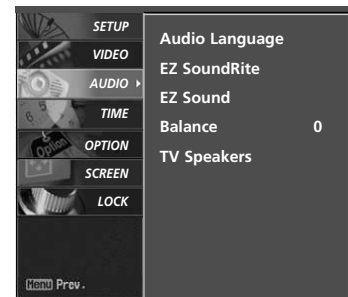 SETUP
VIDEO
AUDIO
TIME
OPTION
SCREEN
LOCK
Menu Prev.
Audio Language
EZ SoundRite
EZ Sound
Balance 0
TV Speakers
Option